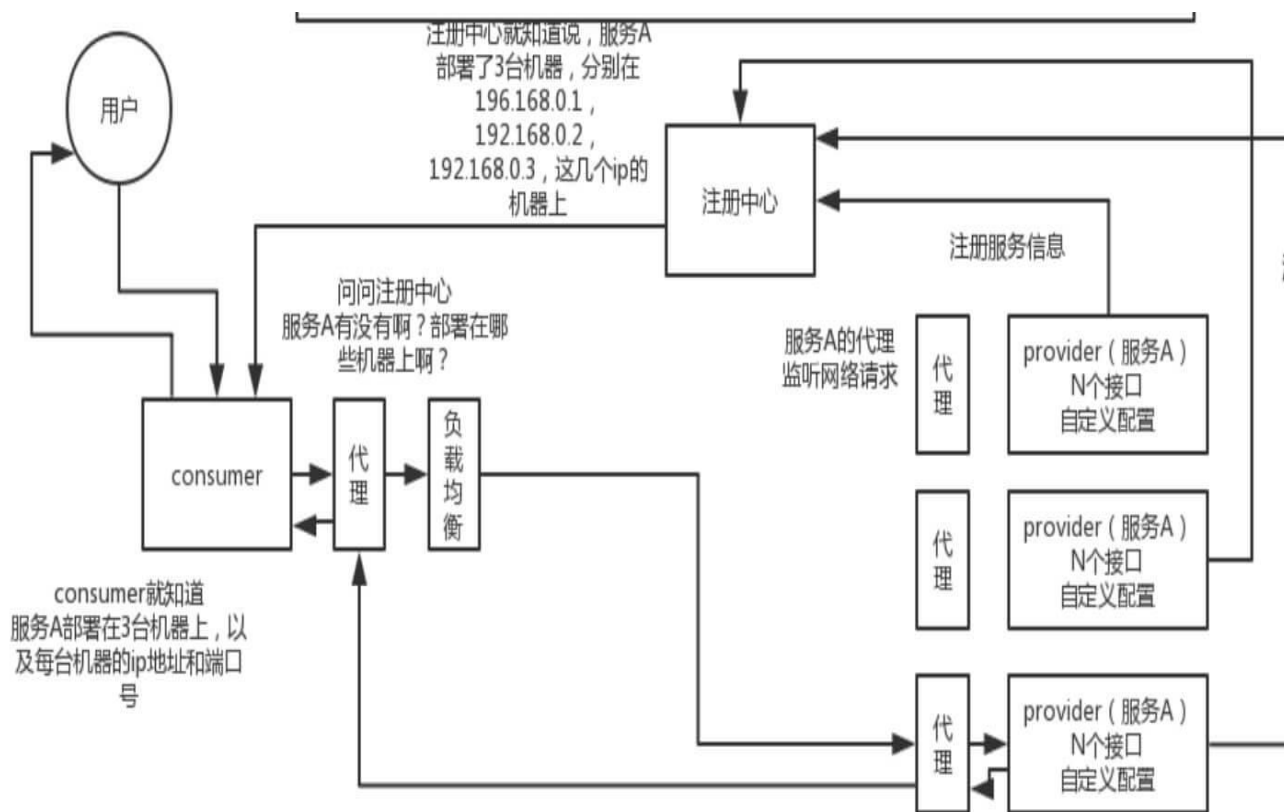 注册中心就知道说，服务A
部署了3台机器，分别在
196.168.0.1，
192.168.0.2，
192.168.0.3，这几个ip的
机器上
用户
注册中心
注册服务信息
问问注册中心
服务A有没有啊？部署在哪
些机器上啊？
服务A的代理
监听网络请求
代
理
provider（服务A）
N个接口
自定义配置
consumer
代
理
负
载
均
衡
代
理
provider（服务A）
N个接口
自定义配置
consumer就知道
服务A部署在3台机器上，以
及每台机器的ip地址和端口
号
代
理
provider（服务A）
N个接口
自定义配置